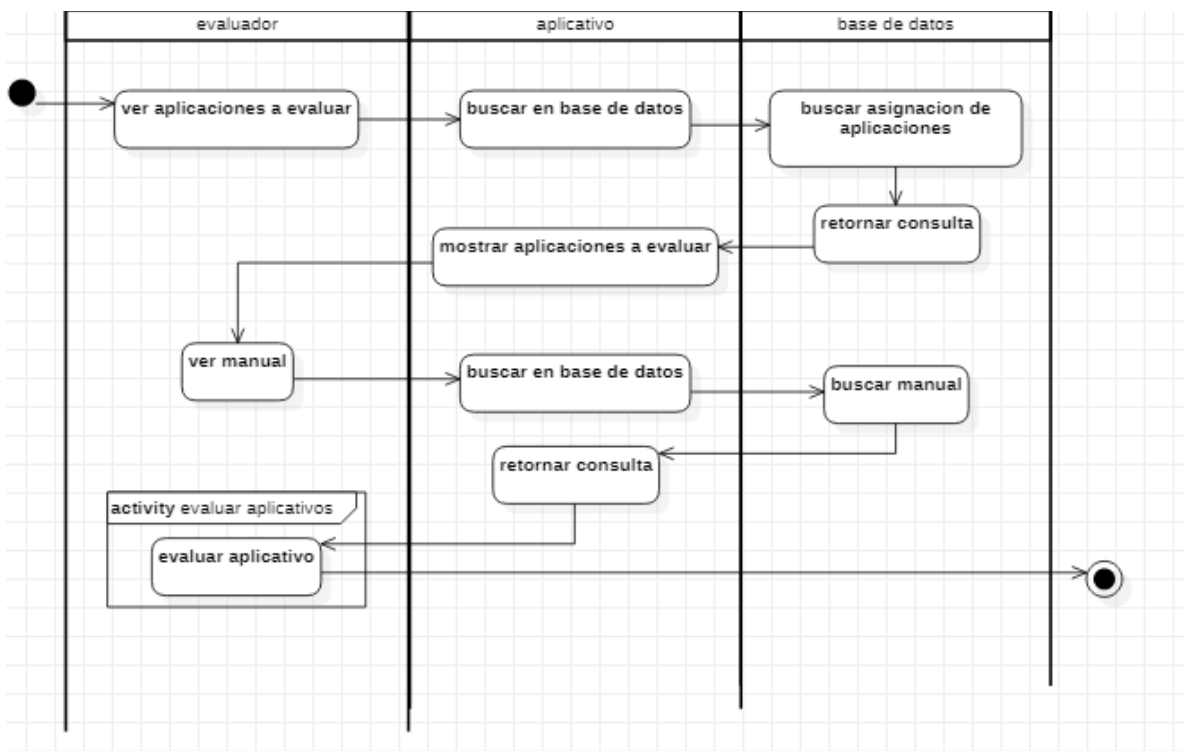 evaluador
aplicativo
base de datos
ver aplicaciones a evaluar
buscar en base de datos
buscar asignacion de
aplicaciones
retornar consulta
mostrar aplicaciones a evaluar
ver manual
buscar en base de datos
buscar manual
retornar consulta
activity evaluar aplicativos
evaluar aplicativo